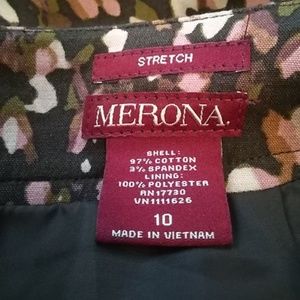 STRETCH
MERONA.
SHELL:
97% COTTON
3% SPANDEX
LINING:
100% POLYESTER
RN17730
VN1111626
10
MADE IN VIETNAM